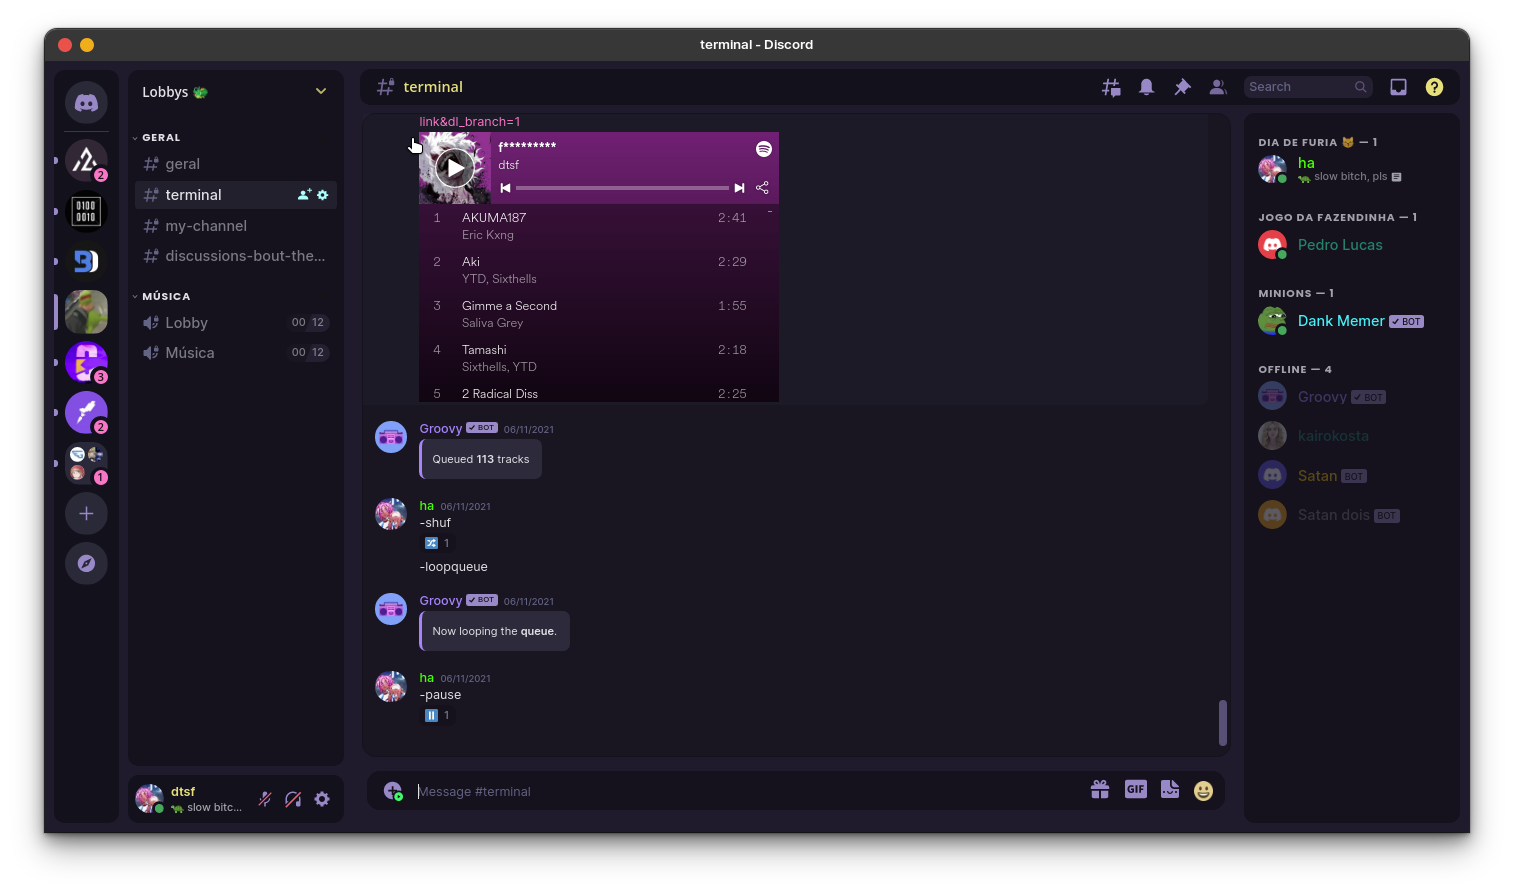 terminal - Discord
Lobbys
GERAL
geral
terminal
my-channel
discussions-bout-the...
MÚSICA
Lobby 00 12
Música 00 12
2
0100
0010
3
2
1
dtsf
slow bitc...
terminal
Search
link&dl_branch=1
f*********
dtsf
1 AKUMA187 2:41
Eric Kxng
2 Aki 2:29
YTD, Sixthells
3 Gimme a Second 1:55
Saliva Grey
4 Tamashi 2:18
Sixthells, YTD
5 2 Radical Diss 2:25
Groovy BOT 06/11/2021
Queued 113 tracks
ha 06/11/2021
-shuf
1
-loopqueue
Groovy BOT 06/11/2021
Now looping the queue.
ha 06/11/2021
-pause
1
Message #terminal
GIF
DIA DE FURIA — 1
ha
slow bitch, pls
JOGO DA FAZENDINHA — 1
Pedro Lucas
MINIONS — 1
Dank Memer BOT
OFFLINE — 4
Groovy BOT
kairokosta
Satan BOT
Satan dois BOT